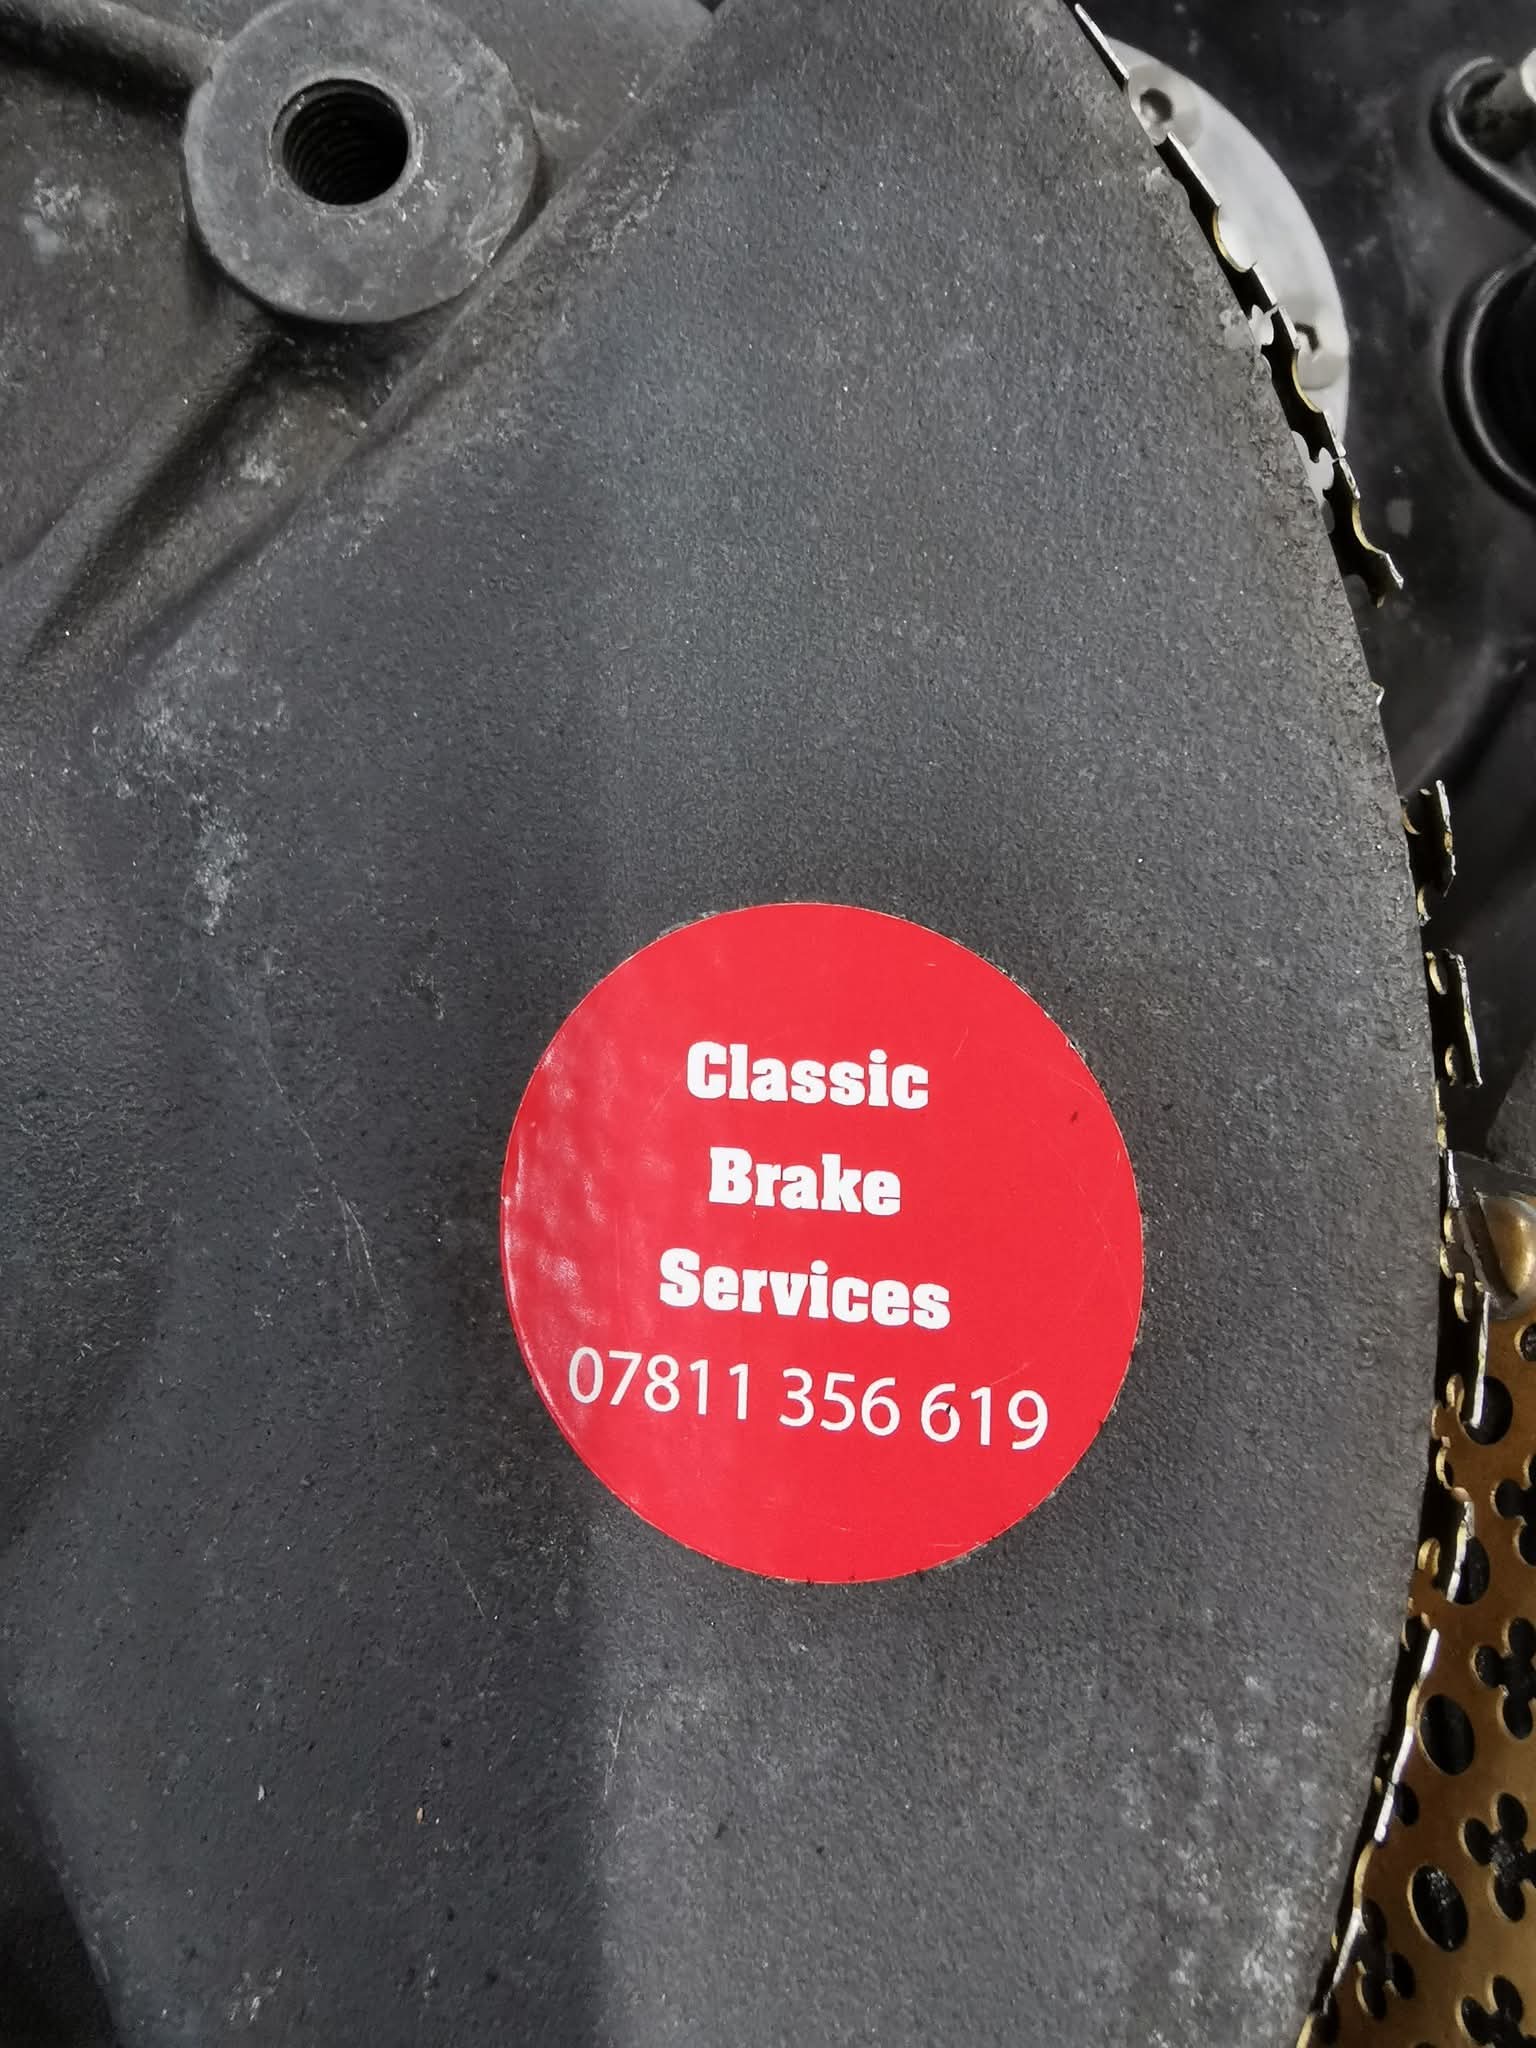 Classic
Brake
Services
07811 356 619